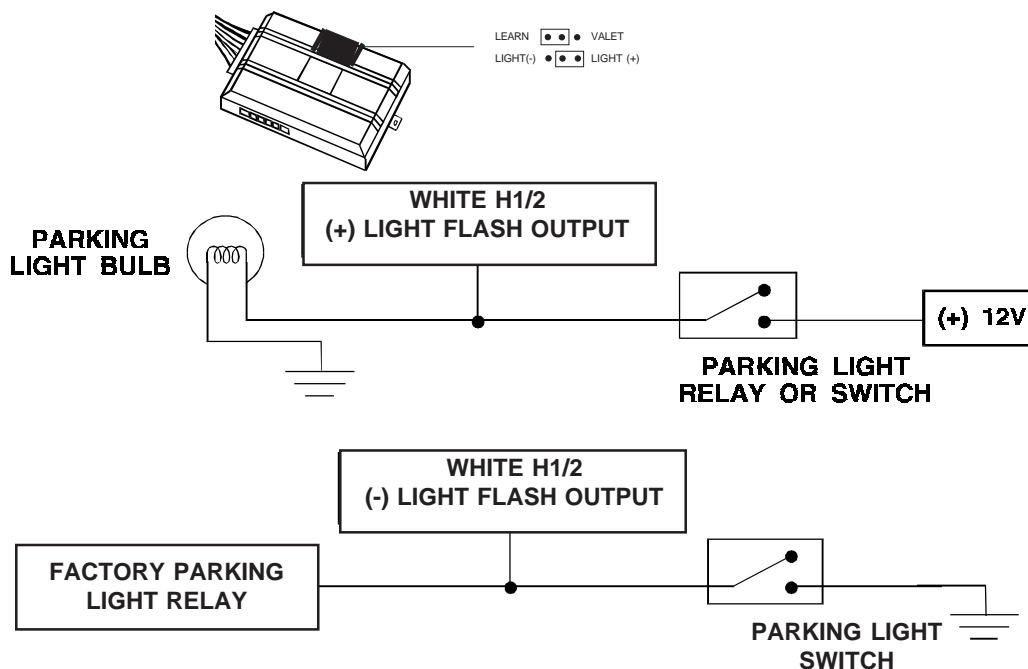 LEARN VALET
LIGHT(-) LIGHT (+)
WHITE H1/2
(+) LIGHT FLASH OUTPUT
PARKING
LIGHT BULB
(+) 12V
PARKING LIGHT
RELAY OR SWITCH
WHITE H1/2
(-) LIGHT FLASH OUTPUT
FACTORY PARKING
LIGHT RELAY
PARKING LIGHT
SWITCH